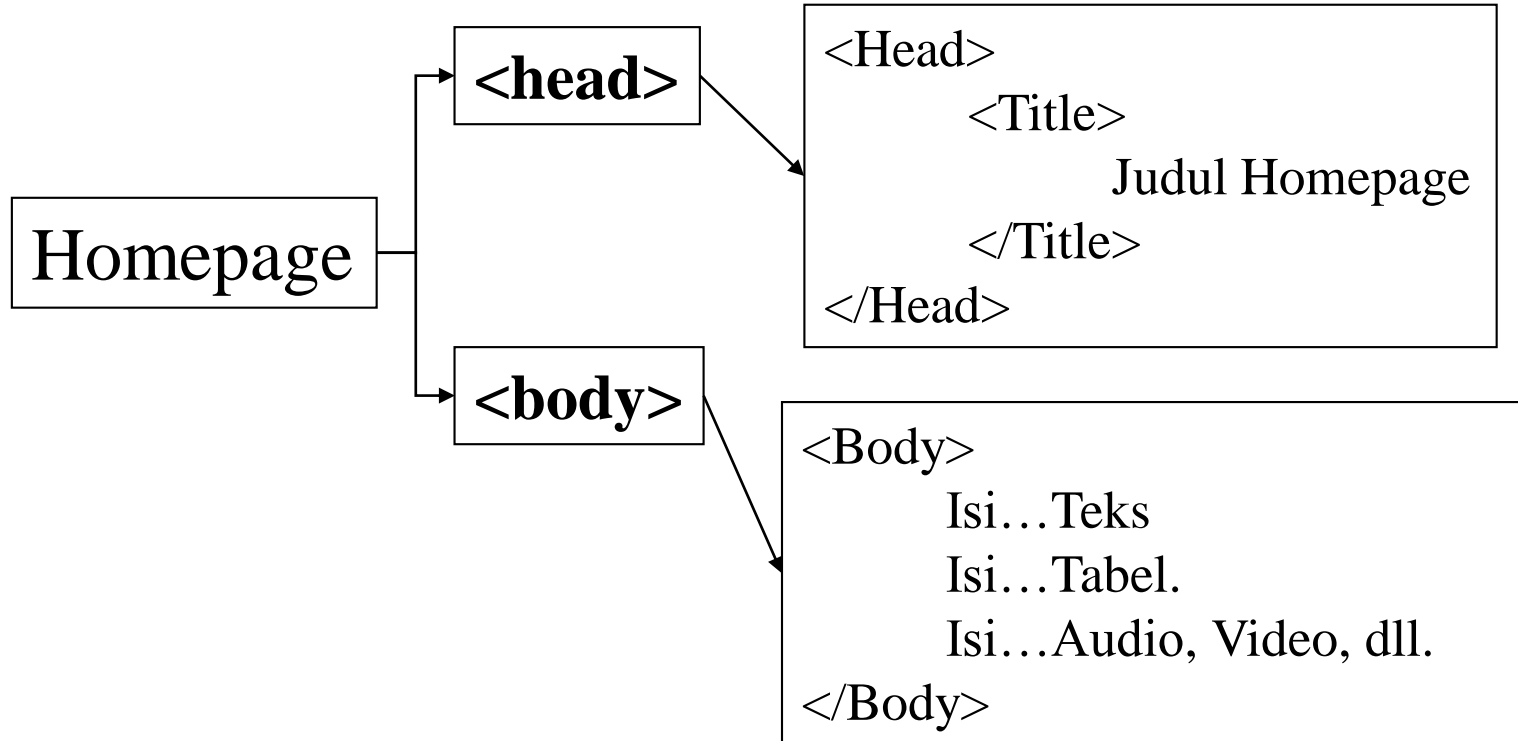 Homepage
<head>
<Head>
<Title>
Judul Homepage
</Title>
</Head>
<body>
<Body>
Isi…Teks
Isi…Tabel.
Isi…Audio, Video, dll.
</Body>